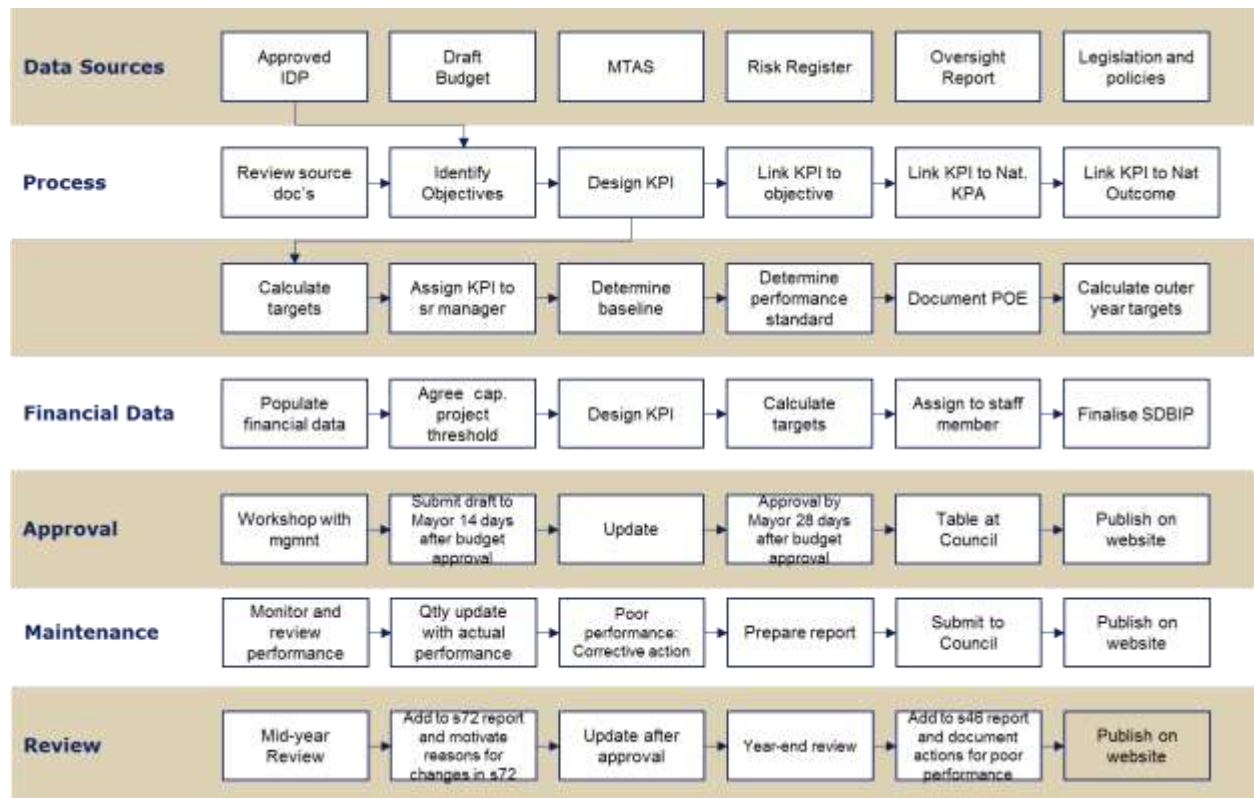 Data Sources
Approved
IDP
Draft
Budget
MTAS
Risk Register
Oversight
Report
Legislation and
policies
Process
Review source
doc's
Identify
Objectives
Design KPI
Link KPI to
objective
Link KPI to Nat.
KPA
Link KPI to Nat
Outcome
Calculate
targets
Assign KPI to
sr manager
Determine
baseline
Determine
performance
standard
Document POE
Calculate outer
year targets
Financial Data
Populate
financial data
Agree cap.
project
threshold
Design KPI
Calculate
targets
Assign to staff
member
Finalise SDBIP
Approval
Workshop with
mgmnt
Submit draft to
Mayor 14 days
after budget
approval
Update
Approval by
Mayor 28 days
after budget
approval
Table at
Council
Publish on
website
Maintenance
Monitor and
review
performance
Qtly update
with actual
performance
Poor
performance:
Corrective action
Prepare report
Submit to
Council
Publish on
website
Review
Mid-year
Review
Add to s72 report
and motivate
reasons for
changes in s72
Update after
approval
Year-end review
Add to s46 report
and document
actions for poor
performance
Publish on
website